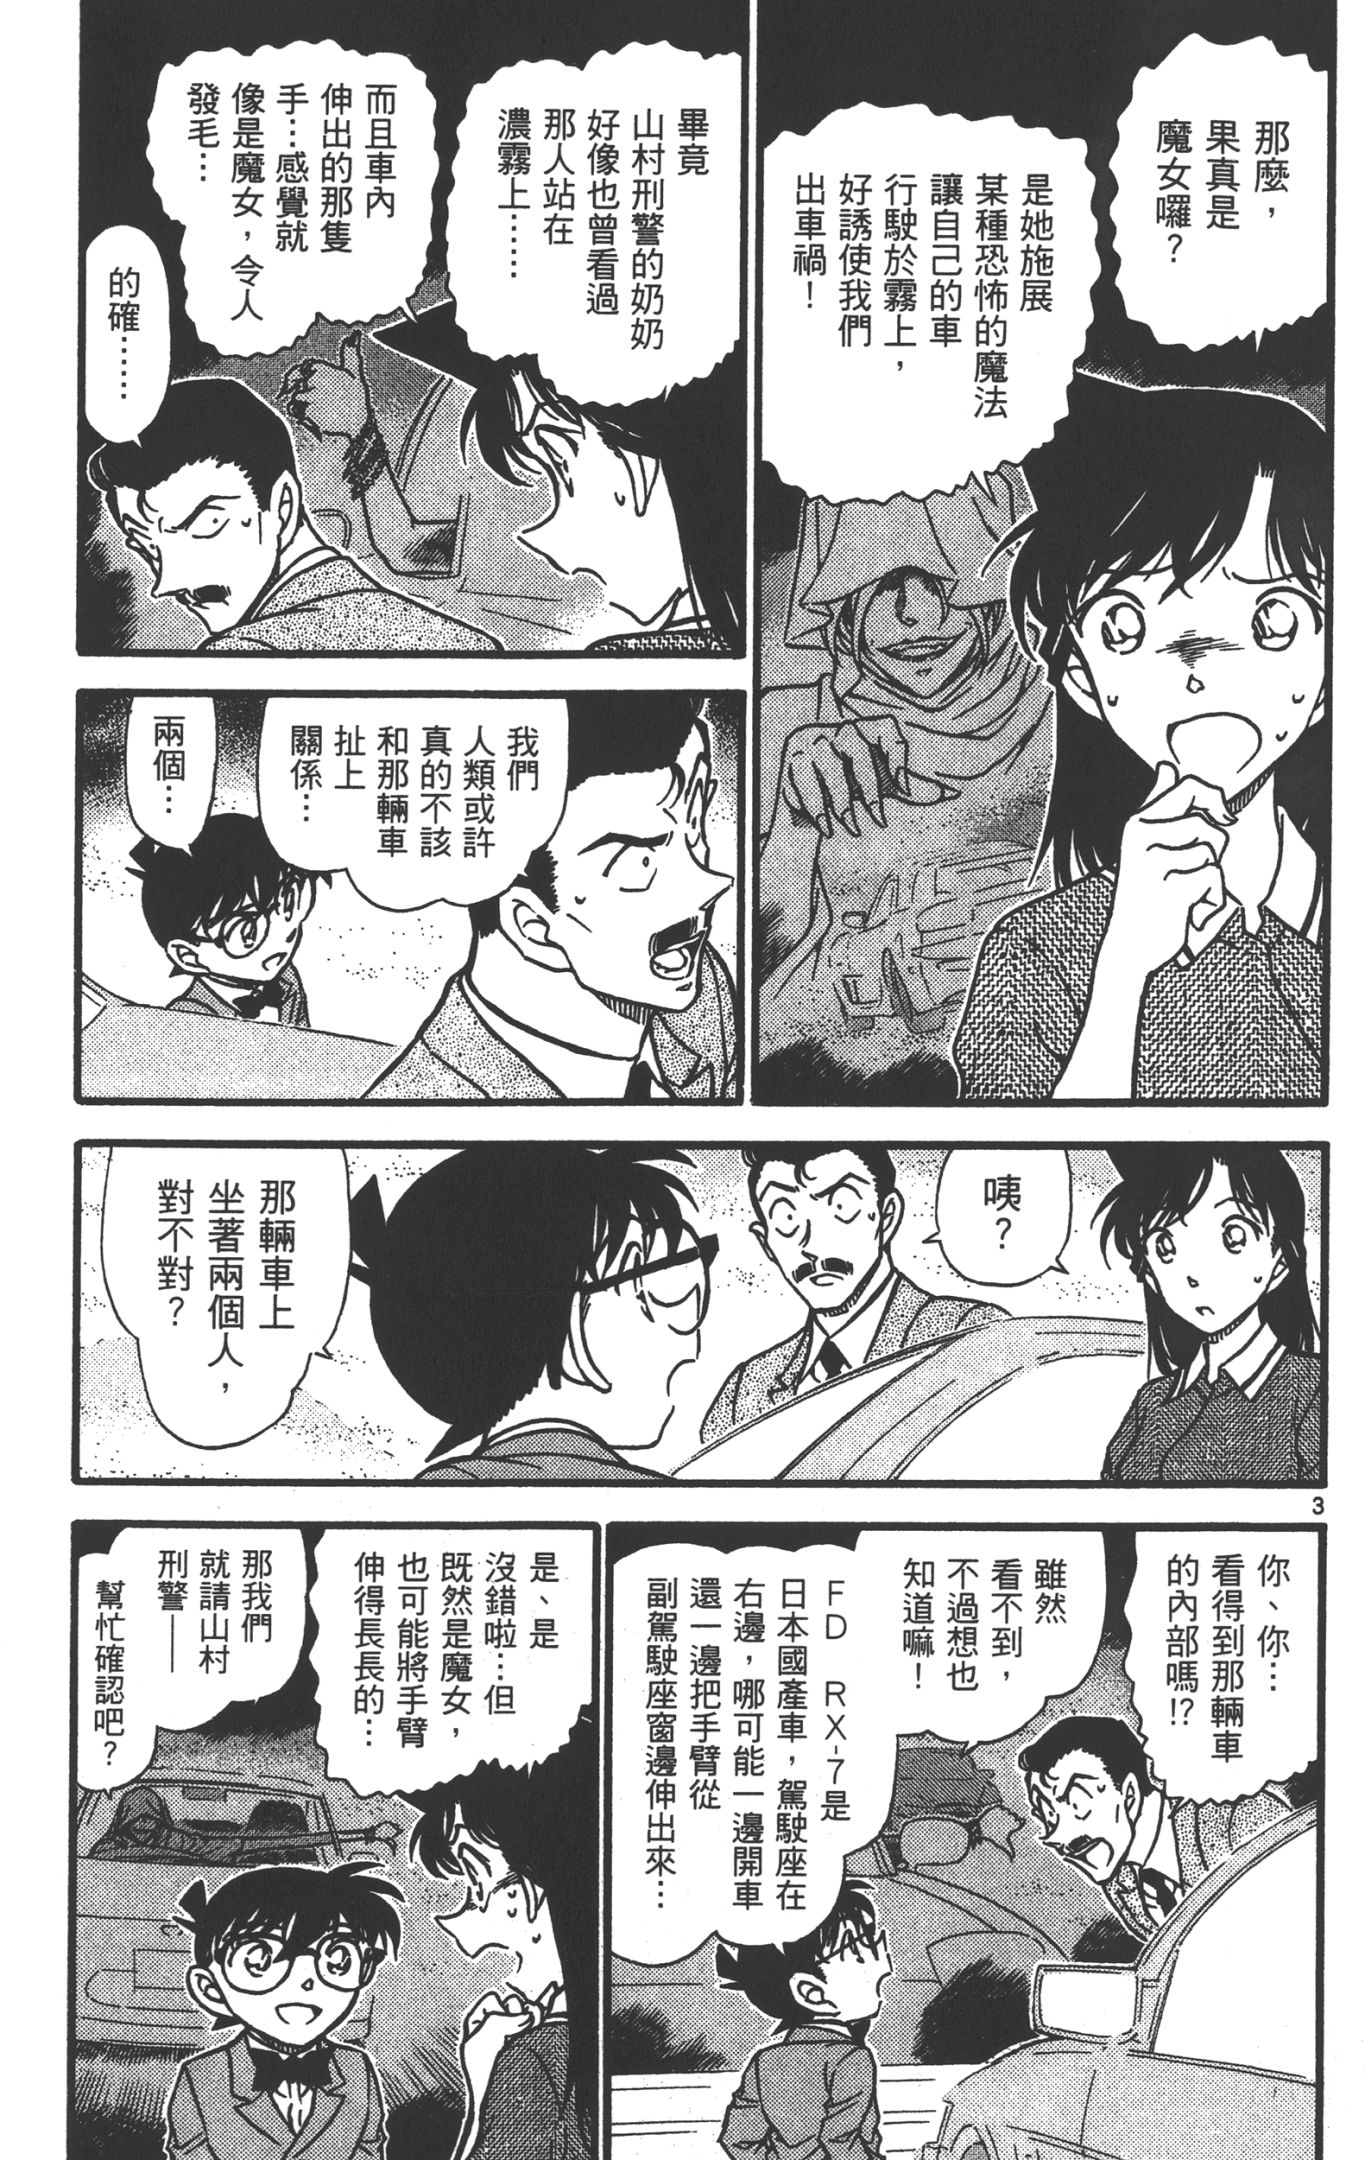 那麼，
果真是
魔女囉？
是她施展
某種恐怖的魔法
讓自己的車
行駛於霧上，
好誘使我們
出車禍！
畢竟
山村刑警的奶奶
好像也曾看過
那人站在
濃霧上……
而且車內
伸出的那隻
手…感覺就
像是魔女，令人
發毛…
的確……
我們
人類或許
真的不該
和那輛車
扯上
關係…
兩個…
咦？
那輛車上
坐著兩個人，
對不對？
3
你、你…
看得到那輛車
的內部嗎!?
雖然
看不到，
不過想也
知道嘛！
FD RX-7是
日本國產車，駕駛座在
右邊，哪可能一邊開車
還一邊把手臂從
副駕駛座窗邊伸出來…
是、是
沒錯啦…但
既然是魔女，
也可能將手臂
伸得長長的…
那我們
就請山村
刑警——
幫忙確認吧？